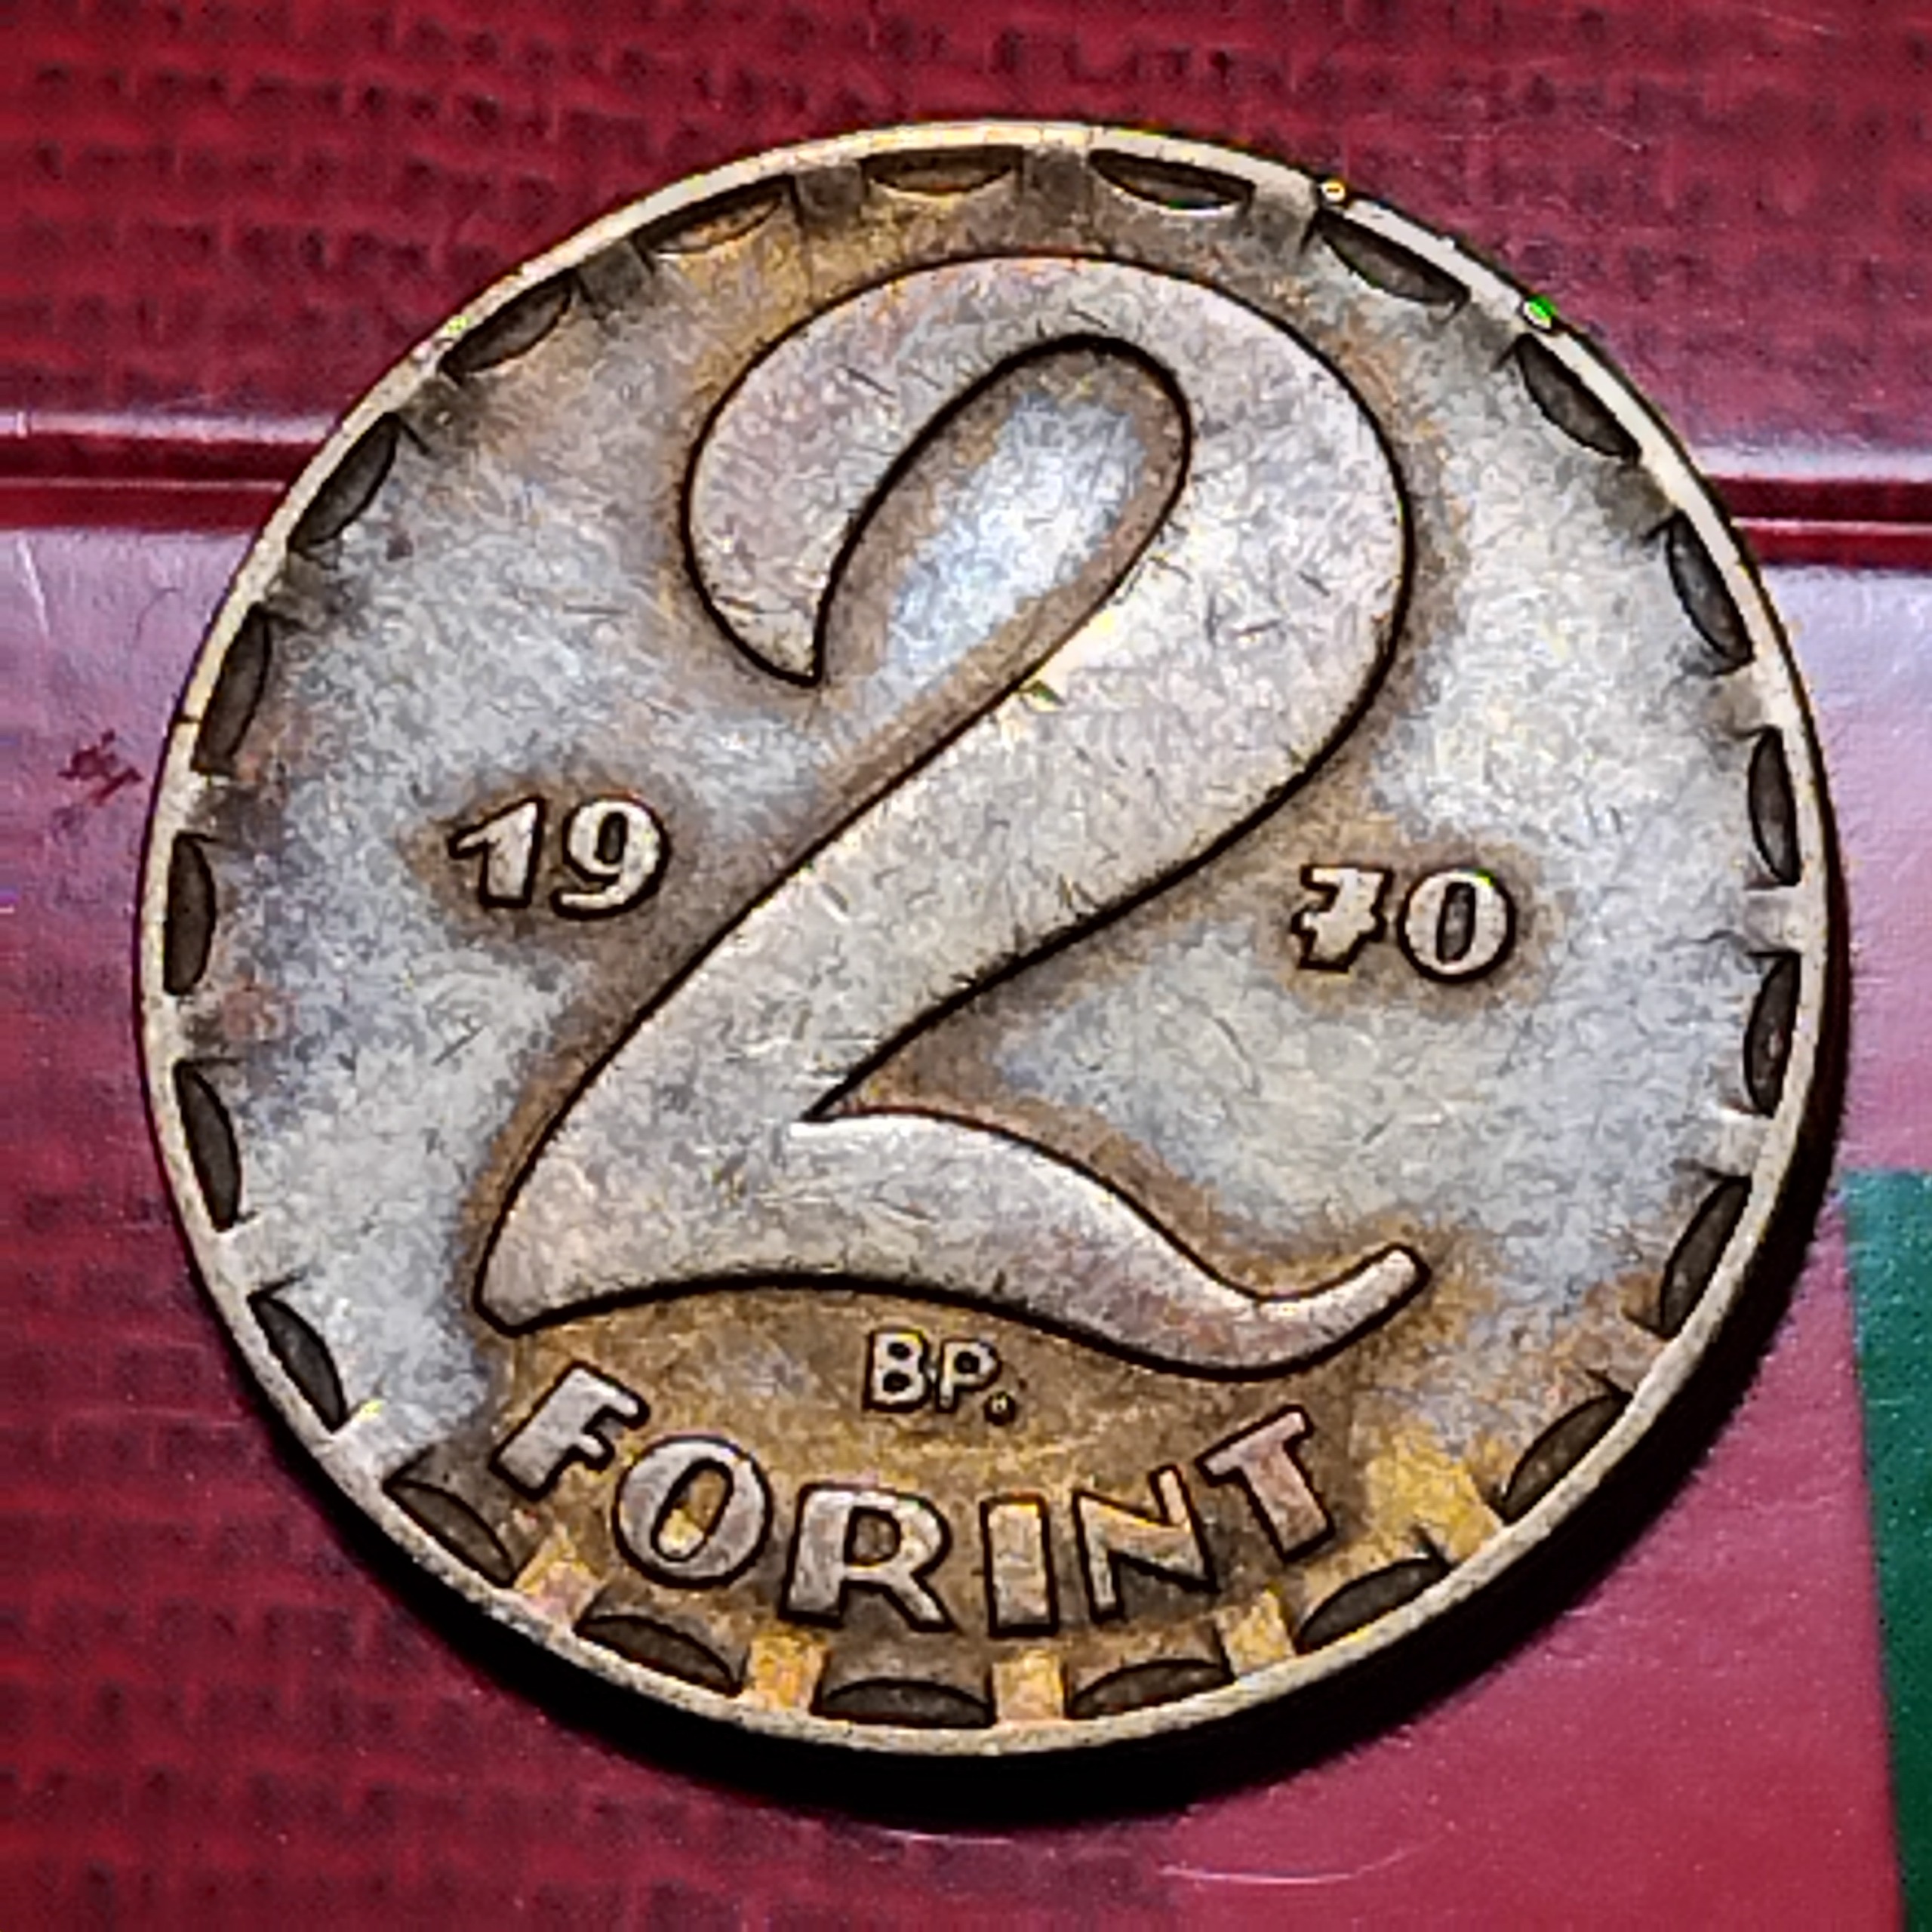 2
19 70
BP.
FORINT